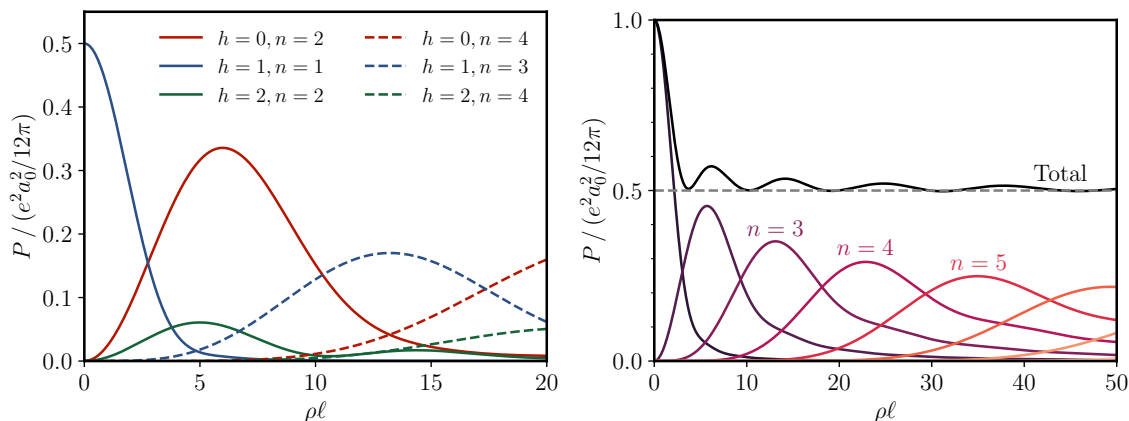 P / (e²a₀²/12π)
0.5
0.4
0.3
0.2
0.1
0.0
h = 0, n = 2
h = 1, n = 1
h = 2, n = 2
h = 0, n = 4
h = 1, n = 3
h = 2, n = 4
0 5 10 15 20
ρℓ
P / (e²a₀²/12π)
1.0
0.5
0.0
Total
n = 3
n = 4
n = 5
0 10 20 30 40 50
ρℓ